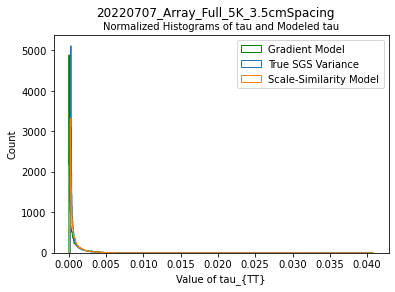 20220707_Array_Full_5K_3.5cmSpacing
Normalized Histograms of tau and Modeled tau
Gradient Model
True SGS Variance
Scale-Similarity Model
Count
5000
4000
3000
2000
1000
0
0.000 0.005 0.010 0.015 0.020 0.025 0.030 0.035 0.040
Value of tau_{TT}